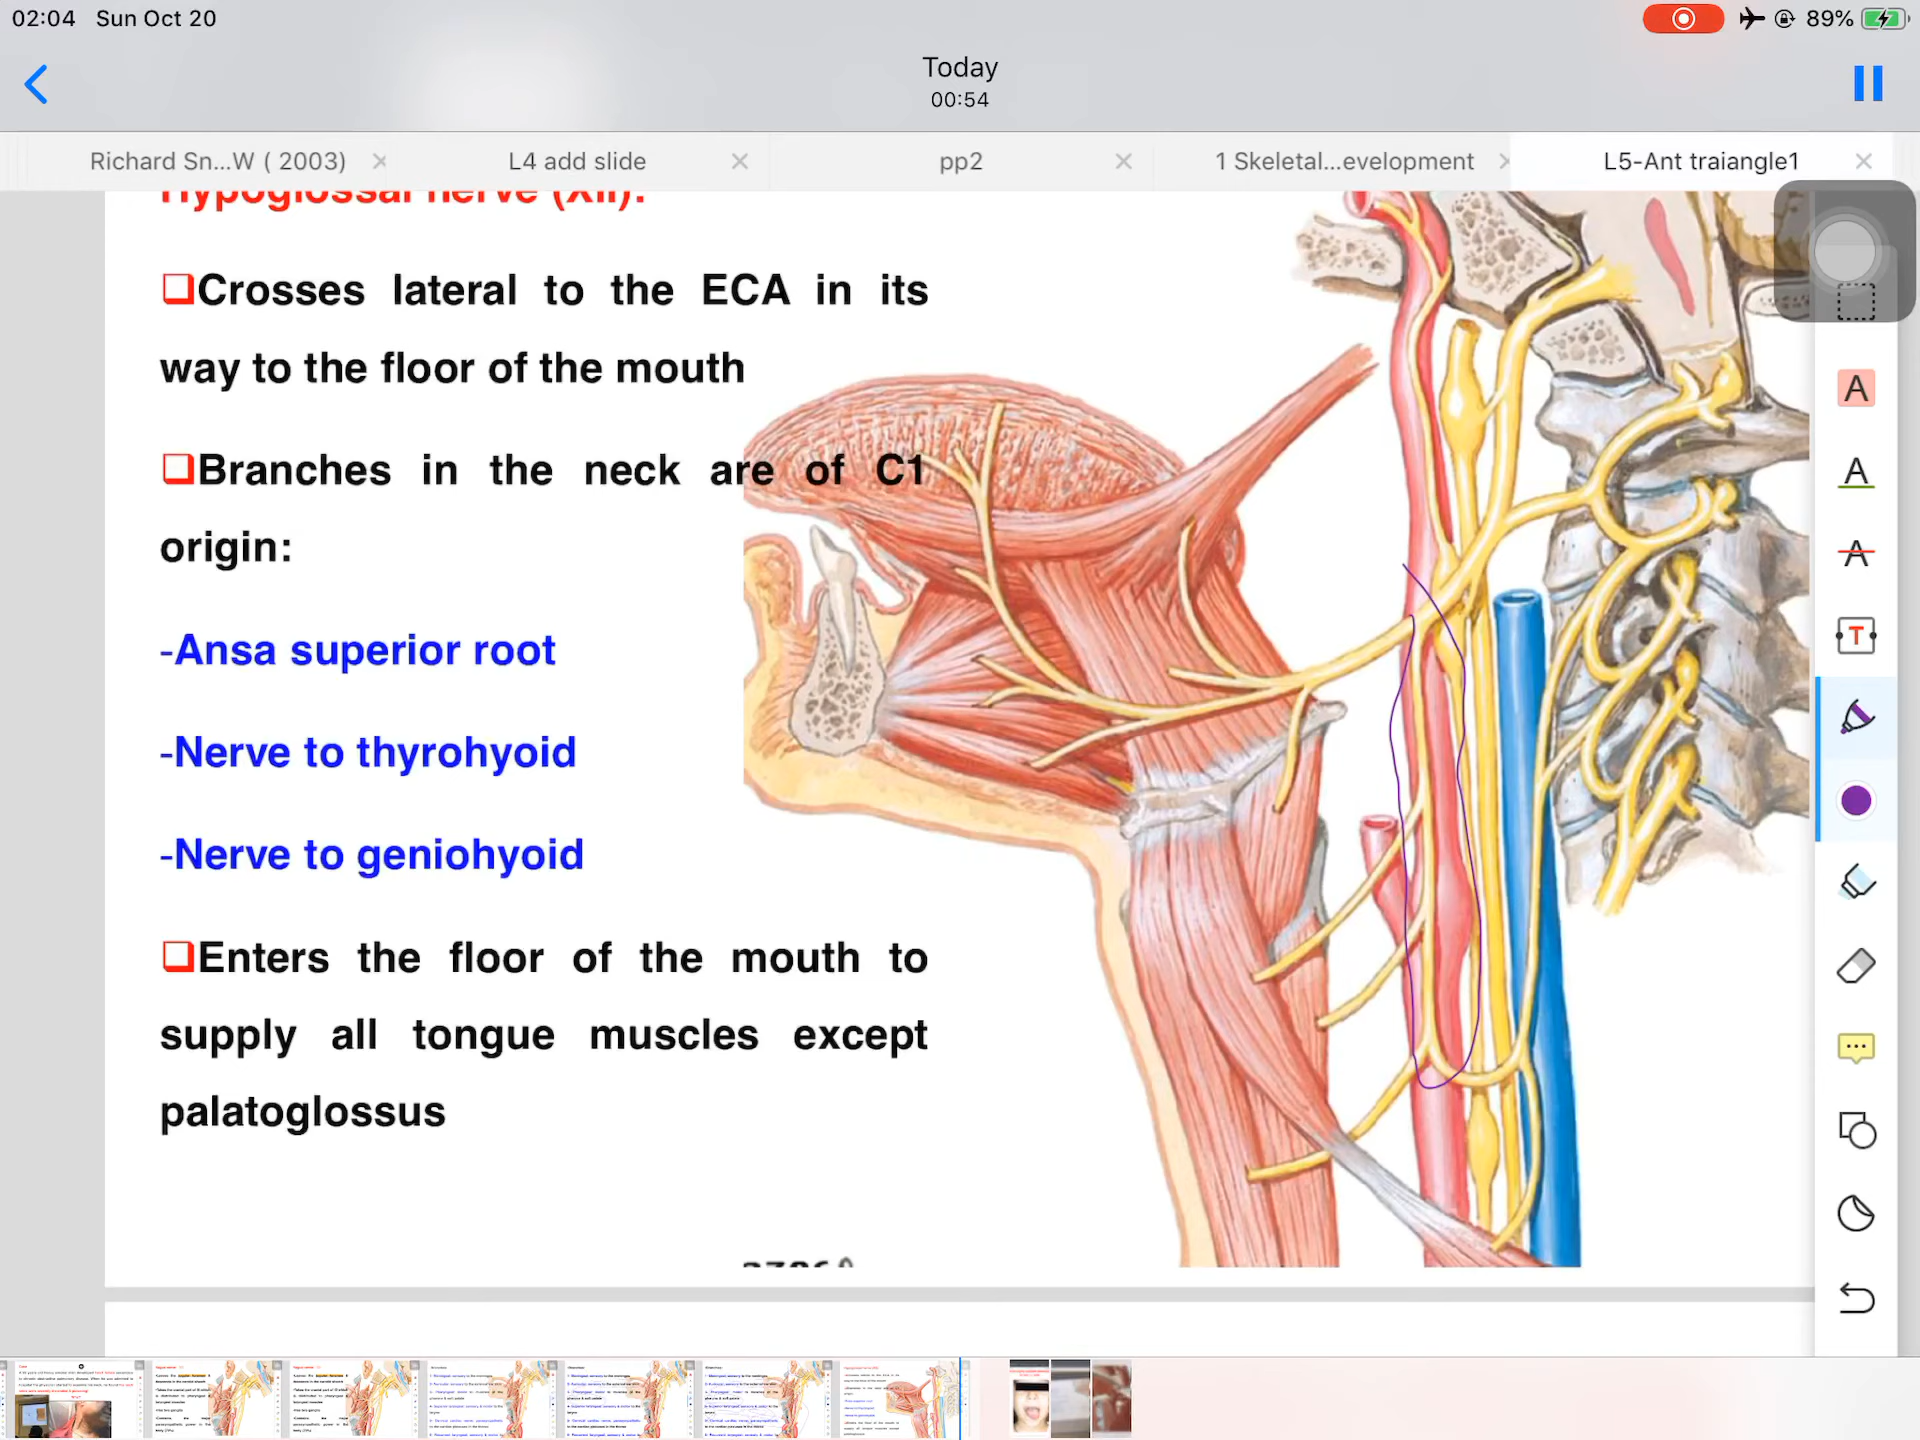 02:04 Sun Oct 20
89%
Today
00:54
Richard Sn...W ( 2003)
L4 add slide
pp2
1 Skeletal...evelopment
L5-Ant traiangle1
Hypoglossal nerve (XII):
Crosses lateral to the ECA in its
way to the floor of the mouth
Branches in the neck are of C1
origin:
-Ansa superior root
-Nerve to thyrohyoid
-Nerve to geniohyoid
Enters the floor of the mouth to
supply all tongue muscles except
palatoglossus
A
A
A
T